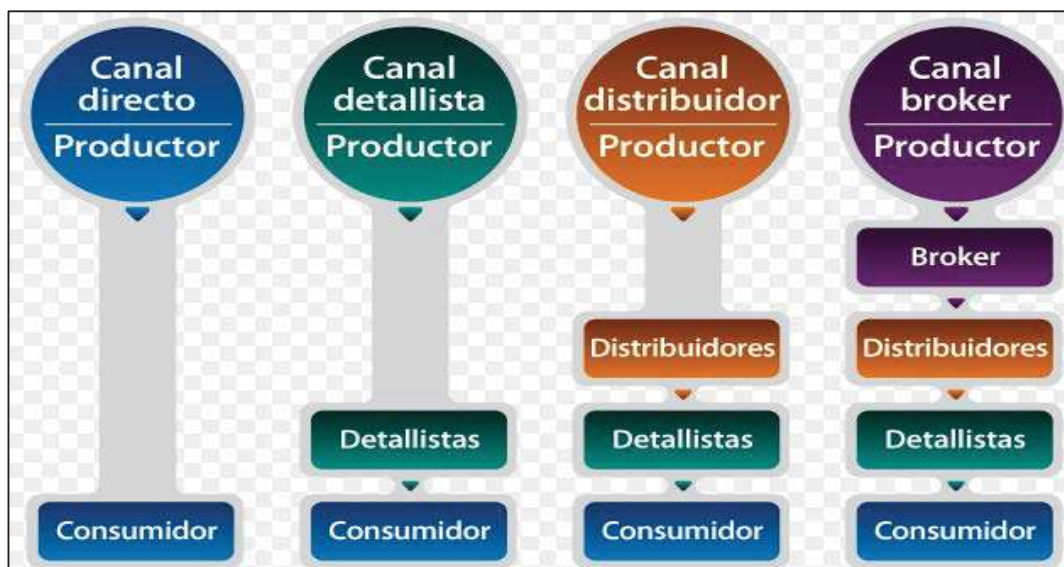 Canal
directo
Productor
Consumidor
Canal
detallista
Productor
Detallistas
Consumidor
Canal
distribuidor
Productor
Distribuidores
Detallistas
Consumidor
Canal
broker
Productor
Broker
Distribuidores
Detallistas
Consumidor